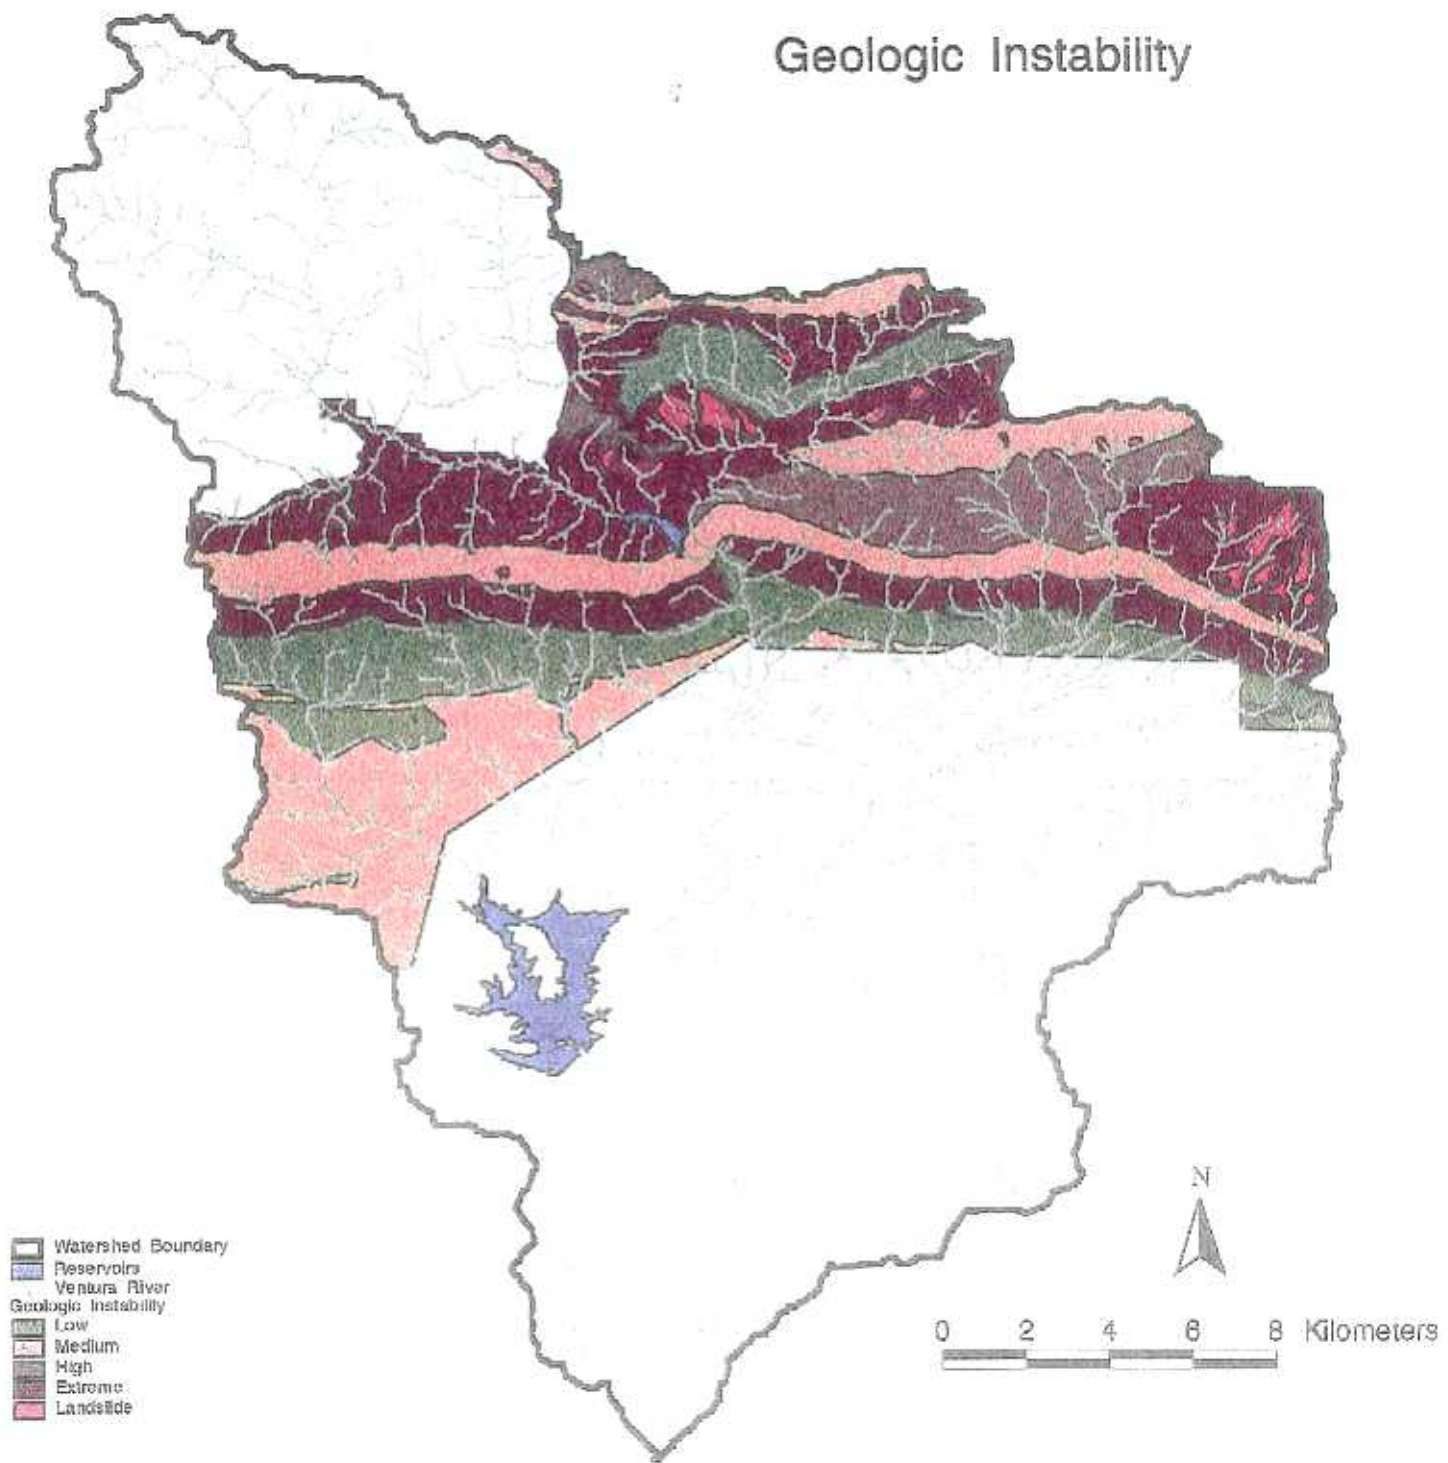 Geologic Instability
N
0 2 4 6 8 Kilometers
Watershed Boundary
Reservoirs
Ventura River
Geologic Instability
Low
Medium
High
Extreme
Landslide